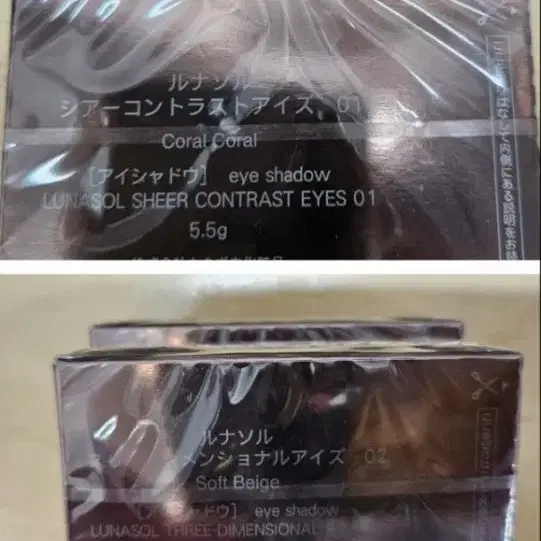 ルナソル
シアーコントラストアイズ 01
Coral Coral
[アイシャドウ] eye shadow
LUNASOL SHEER CONTRAST EYES 01
5.5g
ルナソル
メンショナルアイズ 02
Soft Beige
[アイシャドウ] eye shadow
LUNASOL THREE DIMENSIONAL